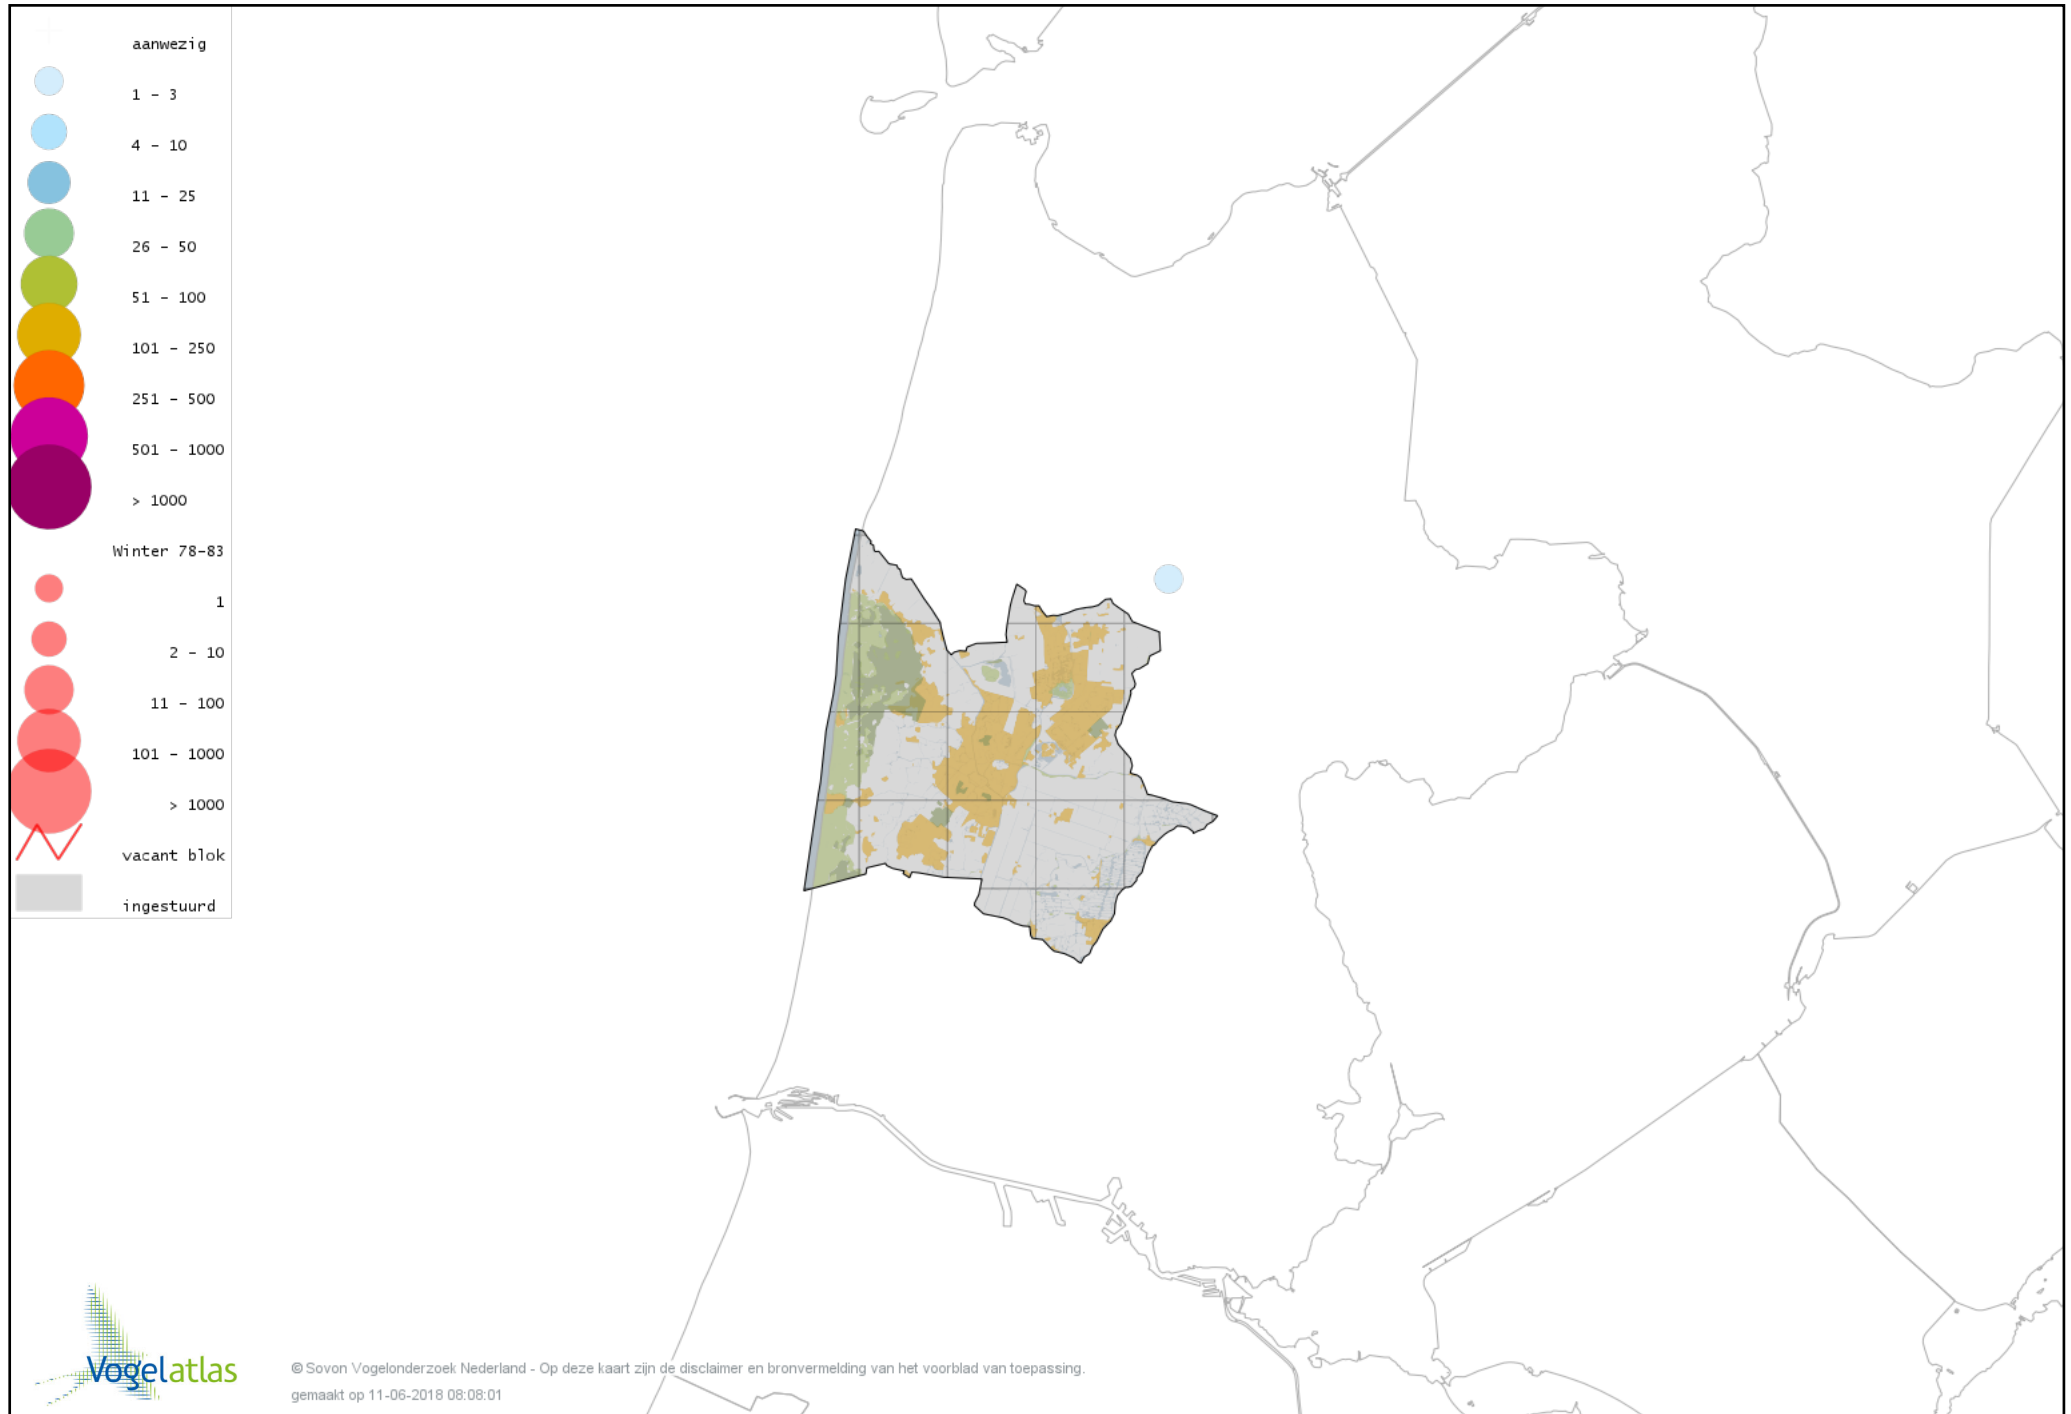 aanwezig
1 - 3
4 - 10
11 - 25
26 - 50
51 - 100
101 - 250
251 - 500
501 - 1000
> 1000
Winter 78-83
1
2 - 10
11 - 100
101 - 1000
> 1000
vacant blok
ingestuurd
Vogelatlas
© Sovon Vogelonderzoek Nederland - Op deze kaart zijn de disclaimer en bronvermelding van het voorblad van toepassing.
gemaakt op 11-06-2018 08:08:01